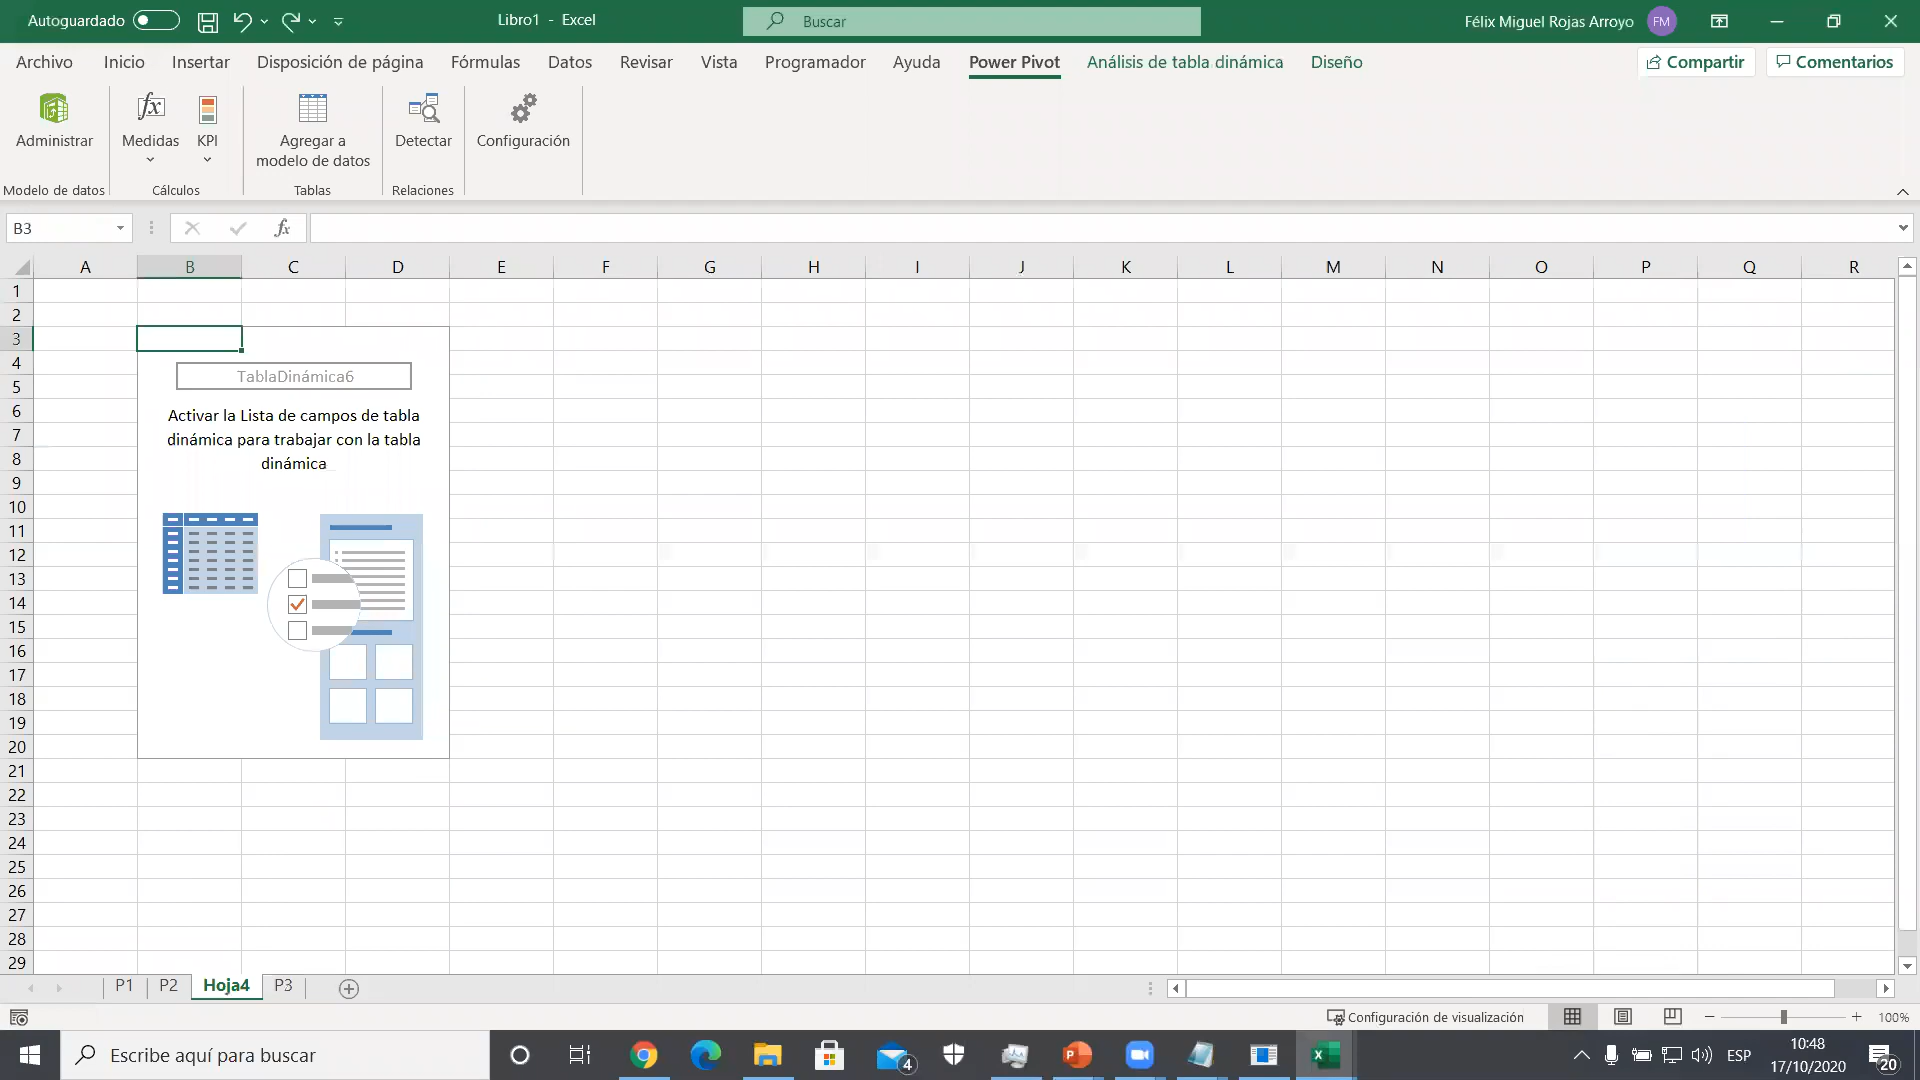 Autoguardado
Libro1 - Excel
Buscar
Félix Miguel Rojas Arroyo
FM
Archivo
Inicio
Insertar
Disposición de página
Fórmulas
Datos
Revisar
Vista
Programador
Ayuda
Power Pivot
Análisis de tabla dinámica
Diseño
Compartir
Comentarios
Administrar
Medidas
KPI
Agregar a
modelo de datos
Detectar
Configuración
Modelo de datos
Cálculos
Tablas
Relaciones
B3
fx
A B C D E F G H I J K L M N O P Q R
1
2
3
4
5
6
7
8
9
10
11
12
13
14
15
16
17
18
19
20
21
22
23
24
25
26
27
28
29
TablaDinámica6
Activar la Lista de campos de tabla
dinámica para trabajar con la tabla
dinámica
P1
P2
Hoja4
P3
Configuración de visualización
100%
Escribe aquí para buscar
4
ESP
10:48
17/10/2020
20